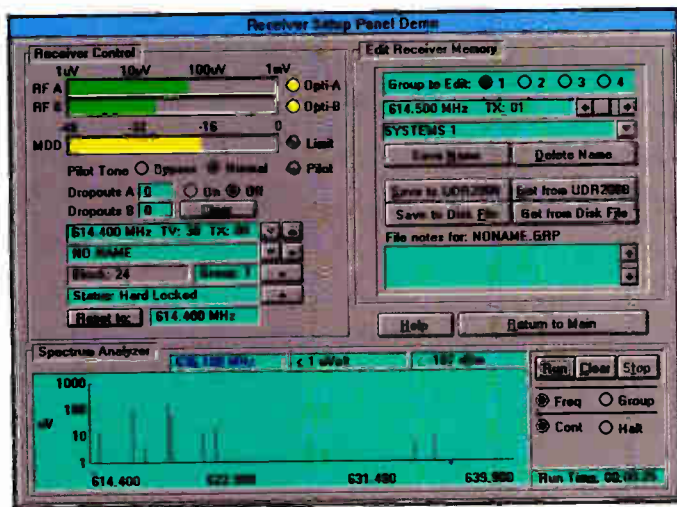 Receiver Setup Panel Demo
Receiver Control
1uV 10uV 100uV 1mV
RF A Opti-A
RF B Opti-B
-16 0
MDD Limit
Pilot Tone Bypass Normal Pilot
Dropouts A 0 On Off
Dropouts B 0
614.400 MHz TV: 38 TX:
NO NAME
Block: 24 Group: 1
Status: Hard Locked
Reset to: 614.400 MHz
Edit Receiver Memory
Group to Edit: 1 2 3 4
614.500 MHz TX: 01
SYSTEMS 1
Save Name Delete Name
Save to UDR200B Get from UDR200B
Save to Disk File Get from Disk File
File notes for: NONAME.GRP
Help Return to Main
Spectrum Analyzer
MHz < 1 uVolt
Run Clear Stop
Freq Group
Cont Halt
Run Time:
1000
100
uV 10
1
614.400 631.480 639.900